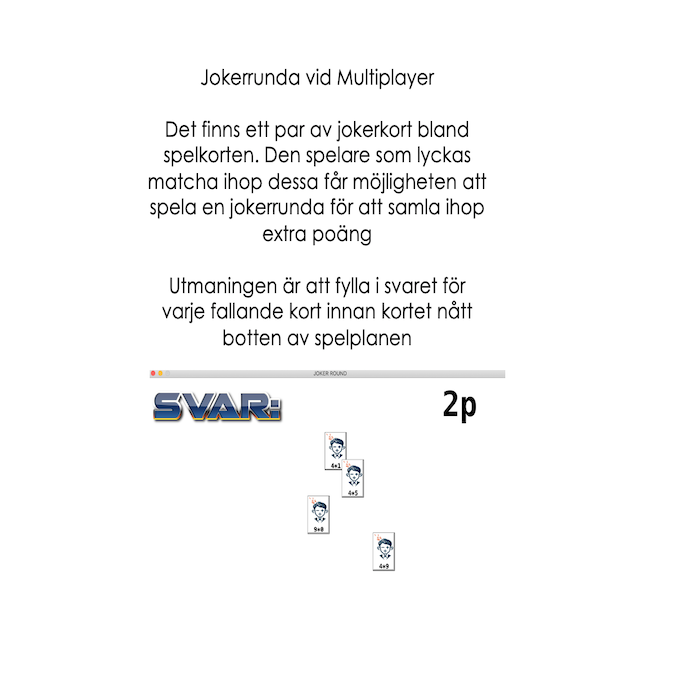 Jokerrunda vid Multiplayer
Det finns ett par av jokerkort bland
spelkorten. Den spelare som lyckas
matcha ihop dessa får möjligheten att
spela en jokerrunda för att samla ihop
extra poäng
Utmaningen är att fylla i svaret för
varje fallande kort innan kortet nått
botten av spelplanen
JOKER ROUND
SVAR:
2p
4*1
4*5
9*8
4*9